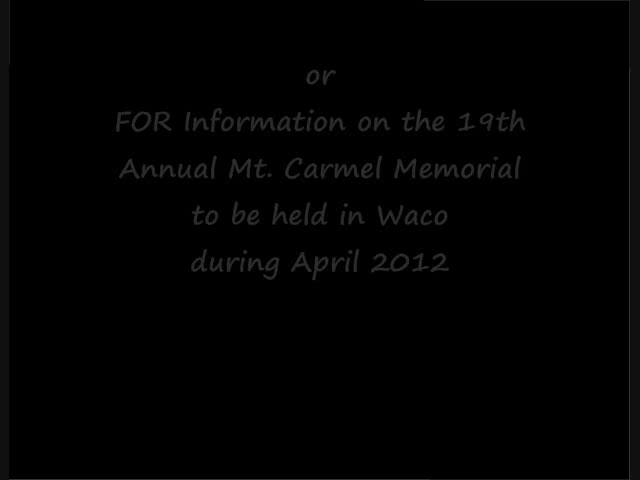 or
FOR Information on the 19th
Annual Mt. Carmel Memorial
to be held in Waco
during April 2012